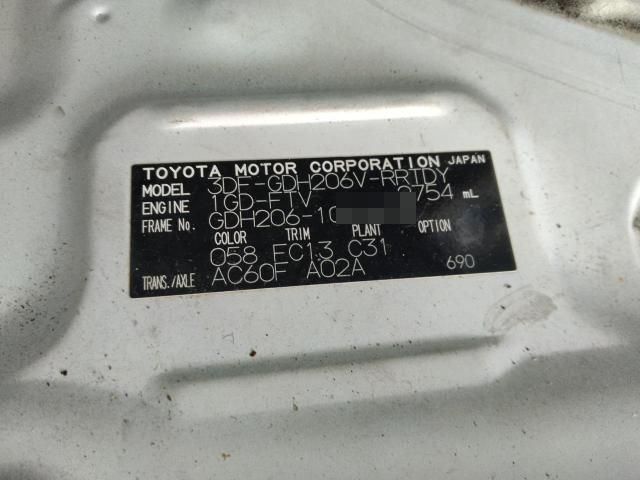 TOYOTA MOTOR CORPORATION JAPAN
MODEL 3DF-GDH206V-RRTDY
ENGINE 1GD-FTV 2754 mL
FRAME No. GDH206-10
COLOR TRIM PLANT OPTION
058 FC13 C31
TRANS./AXLE AC60F A02A 690